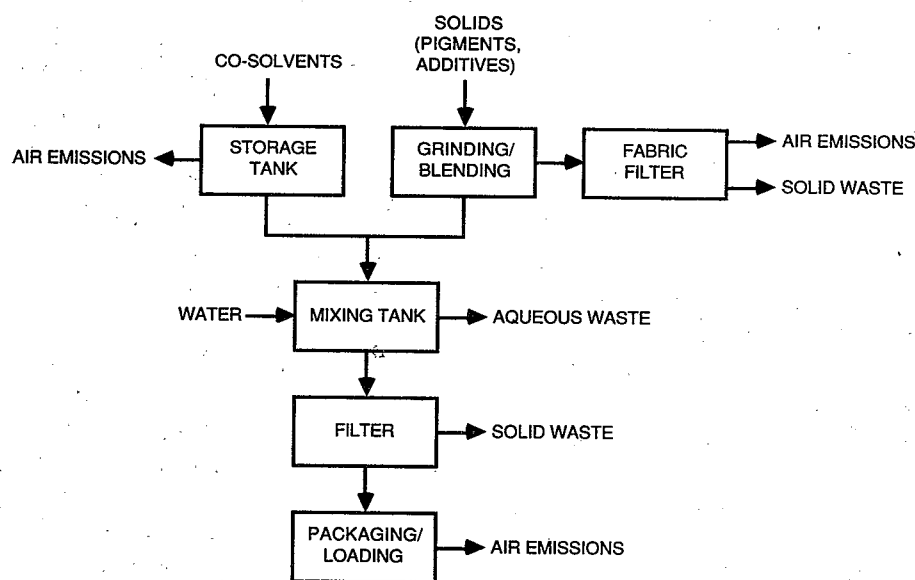 SOLIDS
(PIGMENTS,
ADDITIVES)
CO-SOLVENTS
AIR EMISSIONS
STORAGE
TANK
GRINDING/
BLENDING
FABRIC
FILTER
AIR EMISSIONS
SOLID WASTE
WATER
MIXING TANK
AQUEOUS WASTE
FILTER
SOLID WASTE
PACKAGING/
LOADING
AIR EMISSIONS